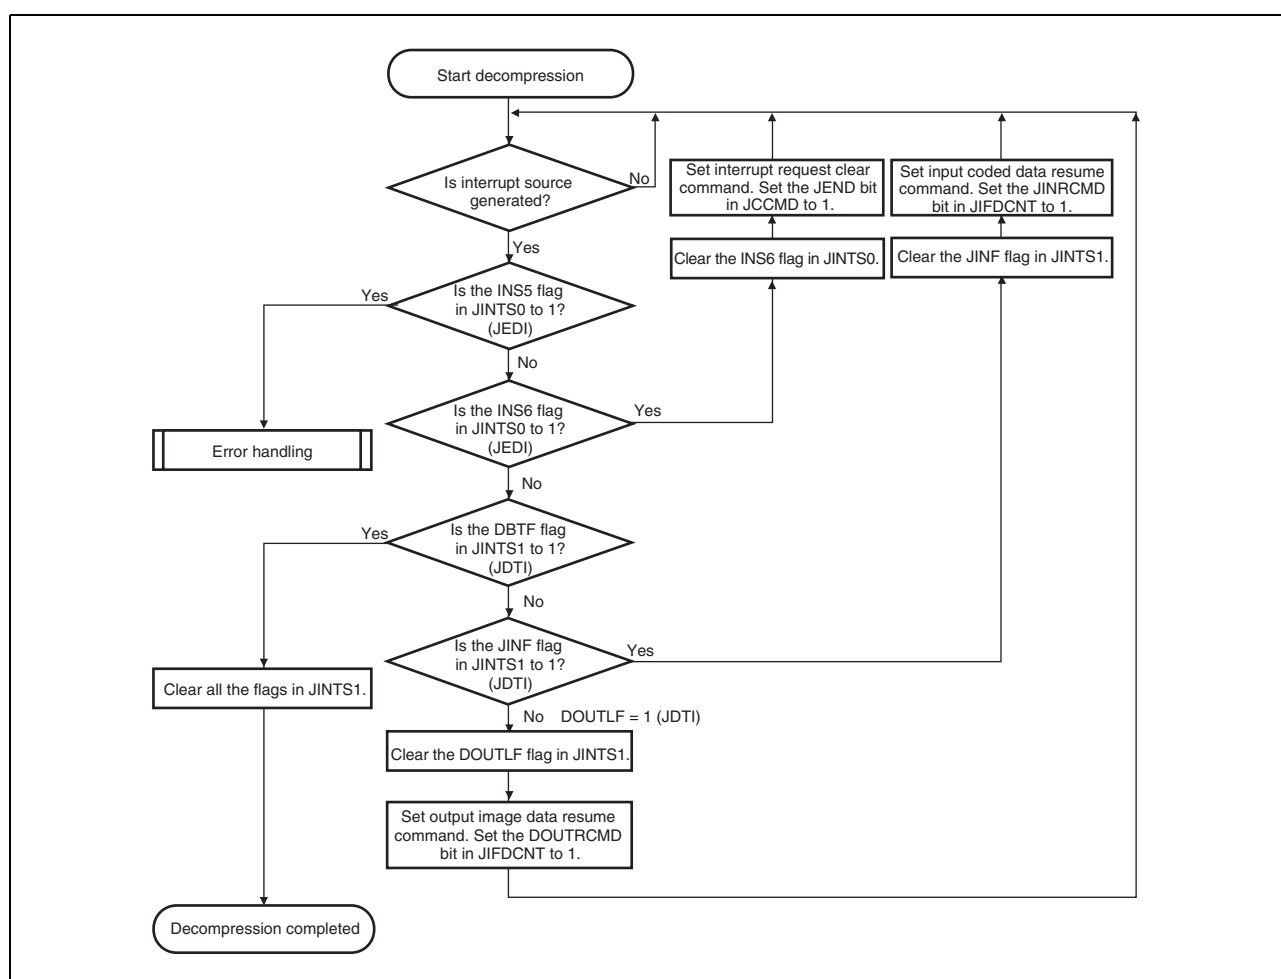 Start decompression
Is interrupt source
generated?
No
Yes
Set interrupt request clear
command. Set the JEND bit
in JCCMD to 1.
Set input coded data resume
command. Set the JINRCMD
bit in JIFDCNT to 1.
Clear the INS6 flag in JINTS0.
Clear the JINF flag in JINTS1.
Yes
Is the INS5 flag
in JINTS0 to 1?
(JEDI)
No
Is the INS6 flag
in JINTS0 to 1?
(JEDI)
Yes
Error handling
No
Yes
Is the DBTF flag
in JINTS1 to 1?
(JDTI)
No
Is the JINF flag
in JINTS1 to 1?
(JDTI)
Yes
Clear all the flags in JINTS1.
No DOUTLF = 1 (JDTI)
Clear the DOUTLF flag in JINTS1.
Set output image data resume
command. Set the DOUTRCMD
bit in JIFDCNT to 1.
Decompression completed